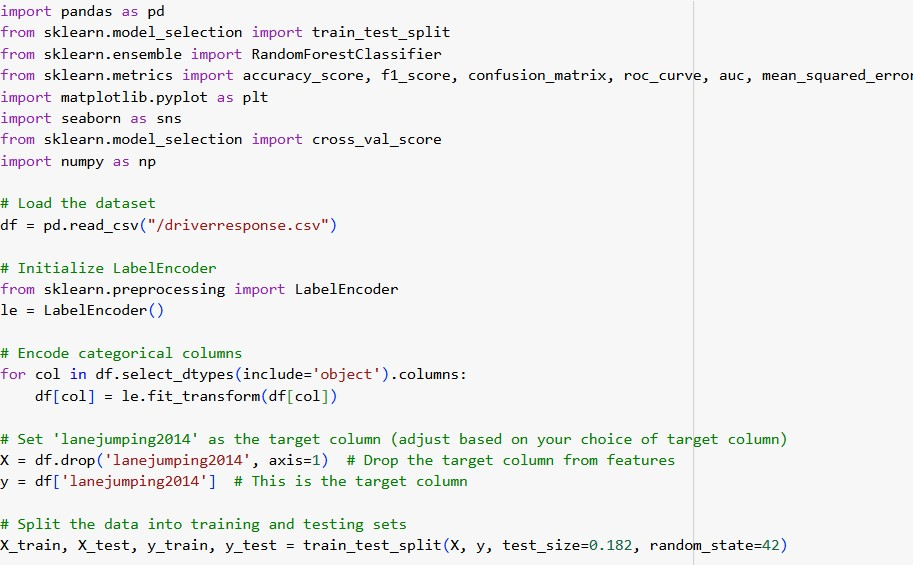 import pandas as pd
from sklearn.model_selection import train_test_split
from sklearn.ensemble import RandomForestClassifier
from sklearn.metrics import accuracy_score, f1_score, confusion_matrix, roc_curve, auc, mean_squared_error
import matplotlib.pyplot as plt
import seaborn as sns
from sklearn.model_selection import cross_val_score
import numpy as np

# Load the dataset
df = pd.read_csv("/driverresponse.csv")

# Initialize LabelEncoder
from sklearn.preprocessing import LabelEncoder
le = LabelEncoder()

# Encode categorical columns
for col in df.select_dtypes(include='object').columns:
    df[col] = le.fit_transform(df[col])

# Set 'lanejumping2014' as the target column (adjust based on your choice of target column)
X = df.drop('lanejumping2014', axis=1)  # Drop the target column from features
y = df['lanejumping2014']  # This is the target column

# Split the data into training and testing sets
X_train, X_test, y_train, y_test = train_test_split(X, y, test_size=0.182, random_state=42)